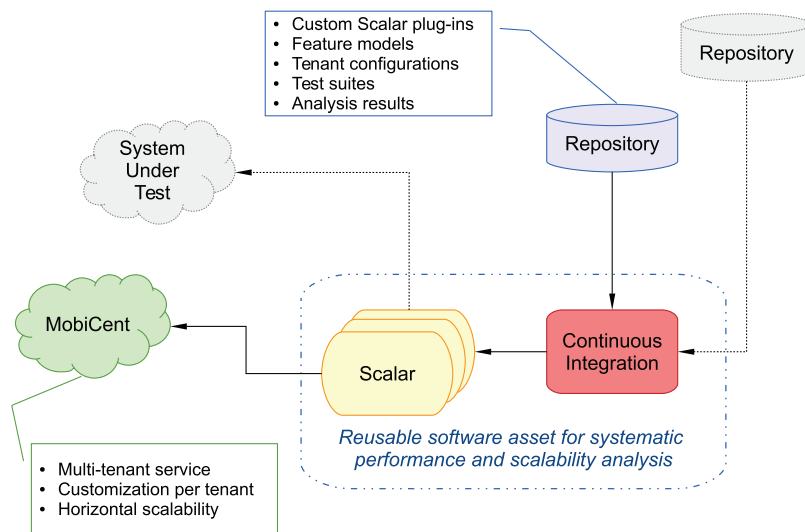 • Custom Scalar plug-ins
• Feature models
• Tenant configurations
• Test suites
• Analysis results
Repository
Repository
System
Under
Test
MobiCent
Scalar
Continuous
Integration
Reusable software asset for systematic
performance and scalability analysis
• Multi-tenant service
• Customization per tenant
• Horizontal scalability